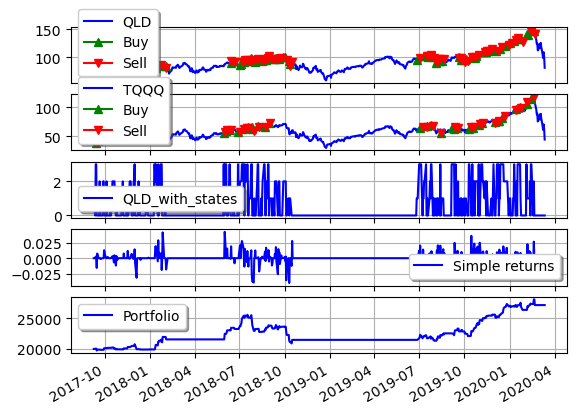 QLD
Buy
Sell
150
100
TQQQ
Buy
Sell
100
50
QLD_with_states
2
0
Simple returns
0.025
0.000
-0.025
Portfolio
25000
20000
2017-10 2018-01 2018-04 2018-07 2018-10 2019-01 2019-04 2019-07 2019-10 2020-01 2020-04